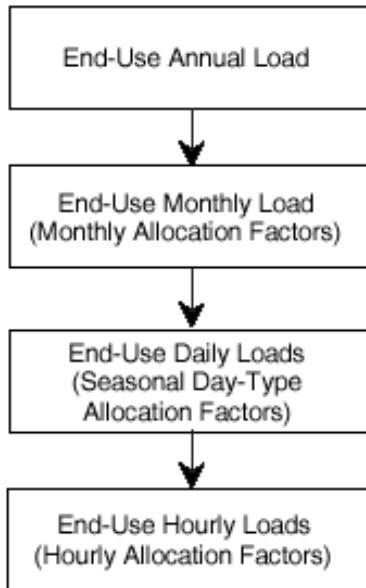 End-Use Annual Load
End-Use Monthly Load
(Monthly Allocation Factors)
End-Use Daily Loads
(Seasonal Day-Type
Allocation Factors)
End-Use Hourly Loads
(Hourly Allocation Factors)